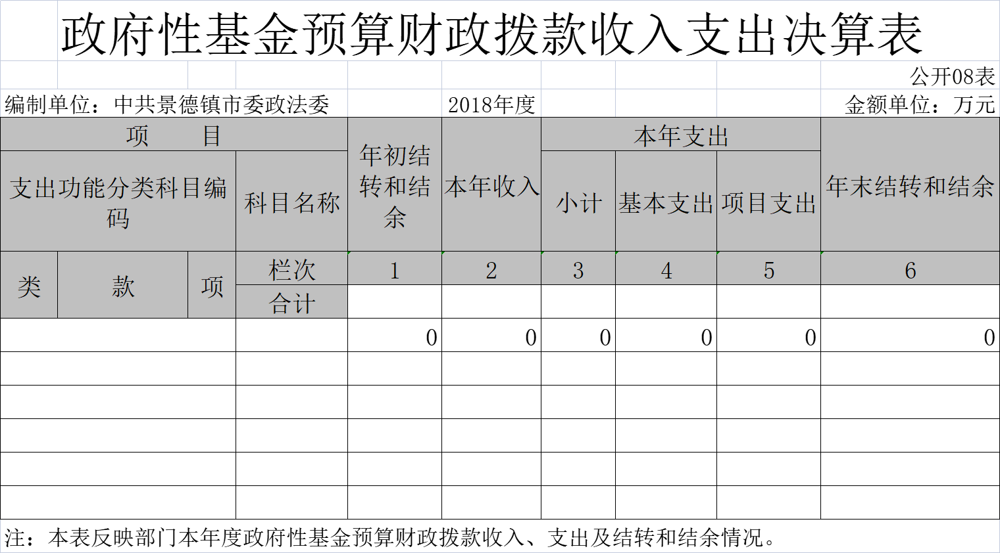 政府性基金预算财政拨款收入支出决算表
公开08表
编制单位：中共景德镇市委政法委 2018年度 金额单位：万元
项 目 年初结转和结余 本年收入 本年支出 年末结转和结余
支出功能分类科目编码 科目名称 小计 基本支出 项目支出
类 款 项 栏次 1 2 3 4 5 6
合计
0 0 0 0 0 0
注：本表反映部门本年度政府性基金预算财政拨款收入、支出及结转和结余情况。